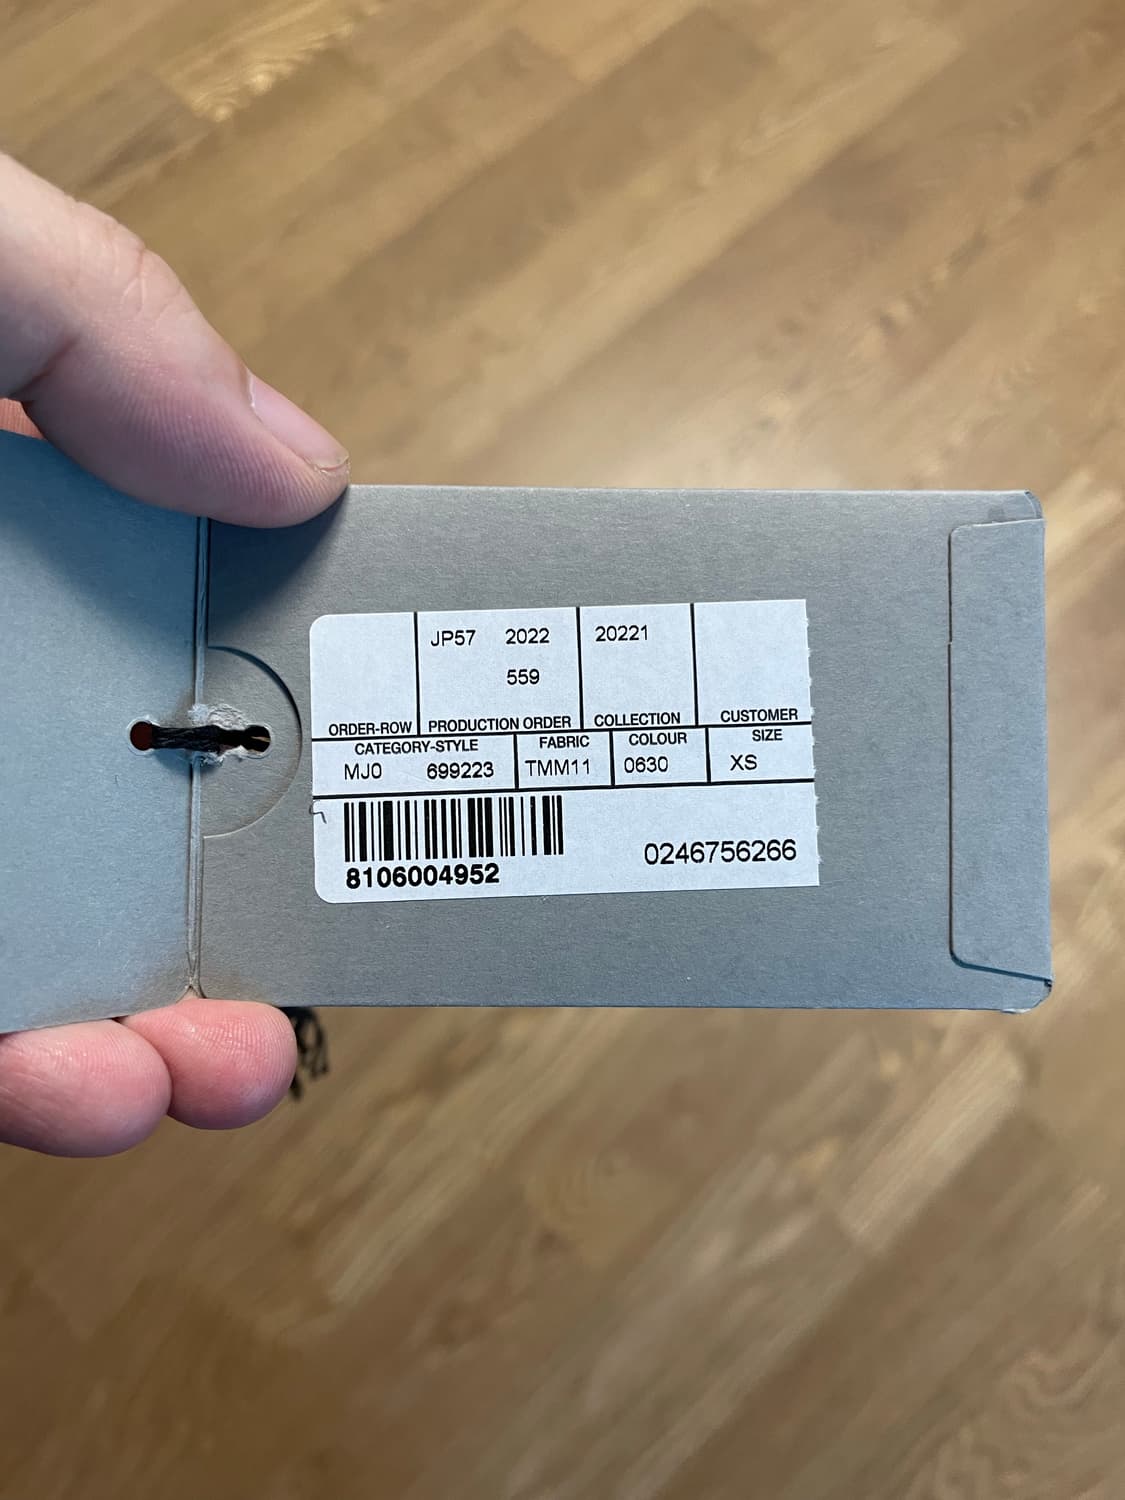 JP57 2022 20221
559
ORDER-ROW PRODUCTION ORDER COLLECTION CUSTOMER
CATEGORY-STYLE FABRIC COLOUR SIZE
MJ0 699223 TMM11 0630 XS
8106004952 0246756266